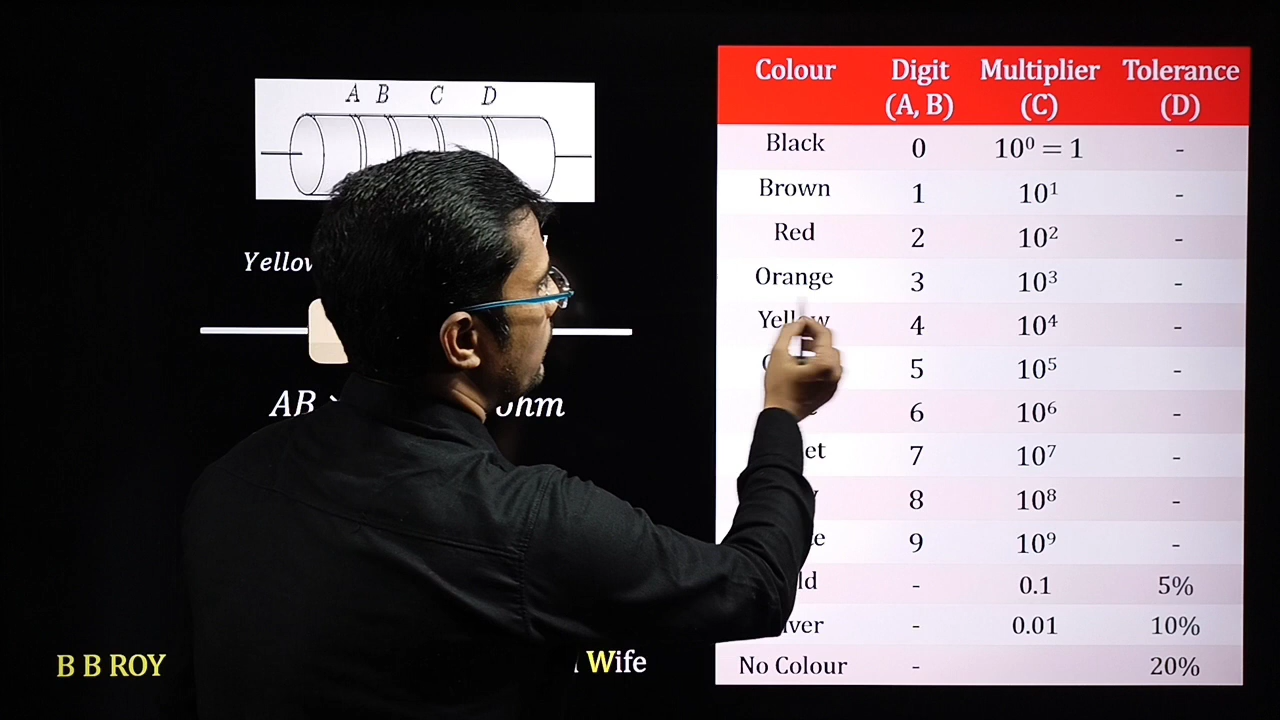 A B C D
Yellow
AB
B B ROY
Wife
Colour Digit (A, B) Multiplier (C) Tolerance (D)
Black 0 10⁰ = 1 -
Brown 1 10¹ -
Red 2 10² -
Orange 3 10³ -
Yellow 4 10⁴ -
5 10⁵ -
6 10⁶ -
7 10⁷ -
8 10⁸ -
9 10⁹ -
- 0.1 5%
- 0.01 10%
No Colour - 20%